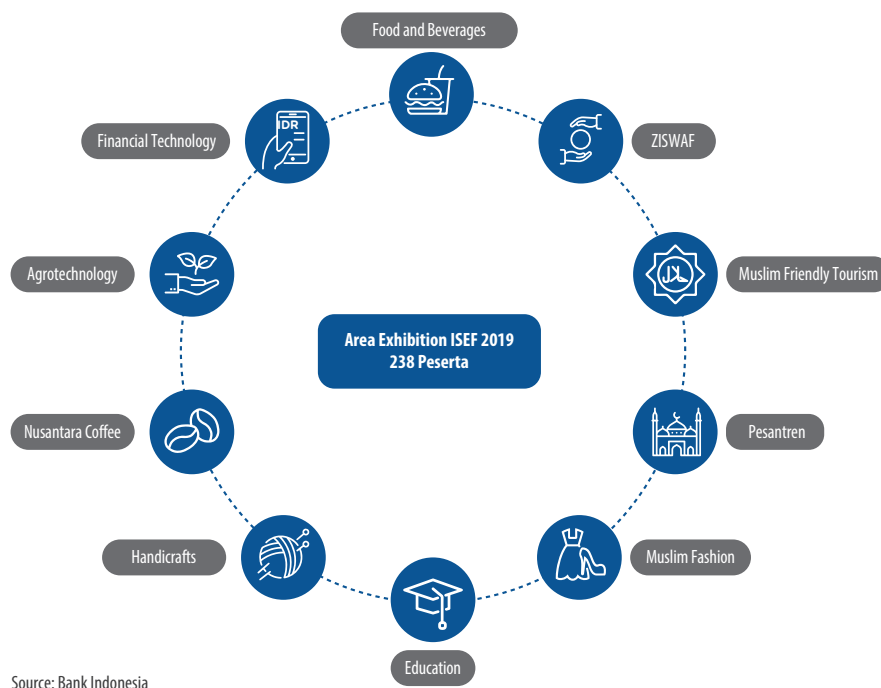 Food and Beverages
IDR
Financial Technology
ZISWAF
Agrotechnology
Muslim Friendly Tourism
Area Exhibition ISEF 2019
238 Peserta
Nusantara Coffee
Pesantren
Handicrafts
Muslim Fashion
Education
Source: Bank Indonesia